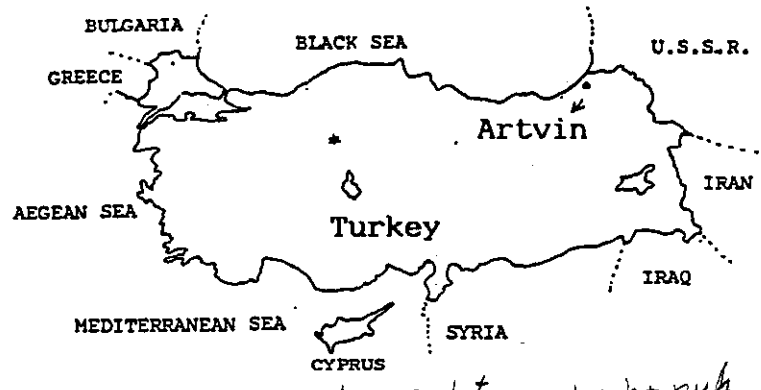 BULGARIA
BLACK SEA
U.S.S.R.
GREECE
Artvin
*
IRAN
AEGEAN SEA
Turkey
IRAQ
MEDITERRANEAN SEA
SYRIA
CYPRUS